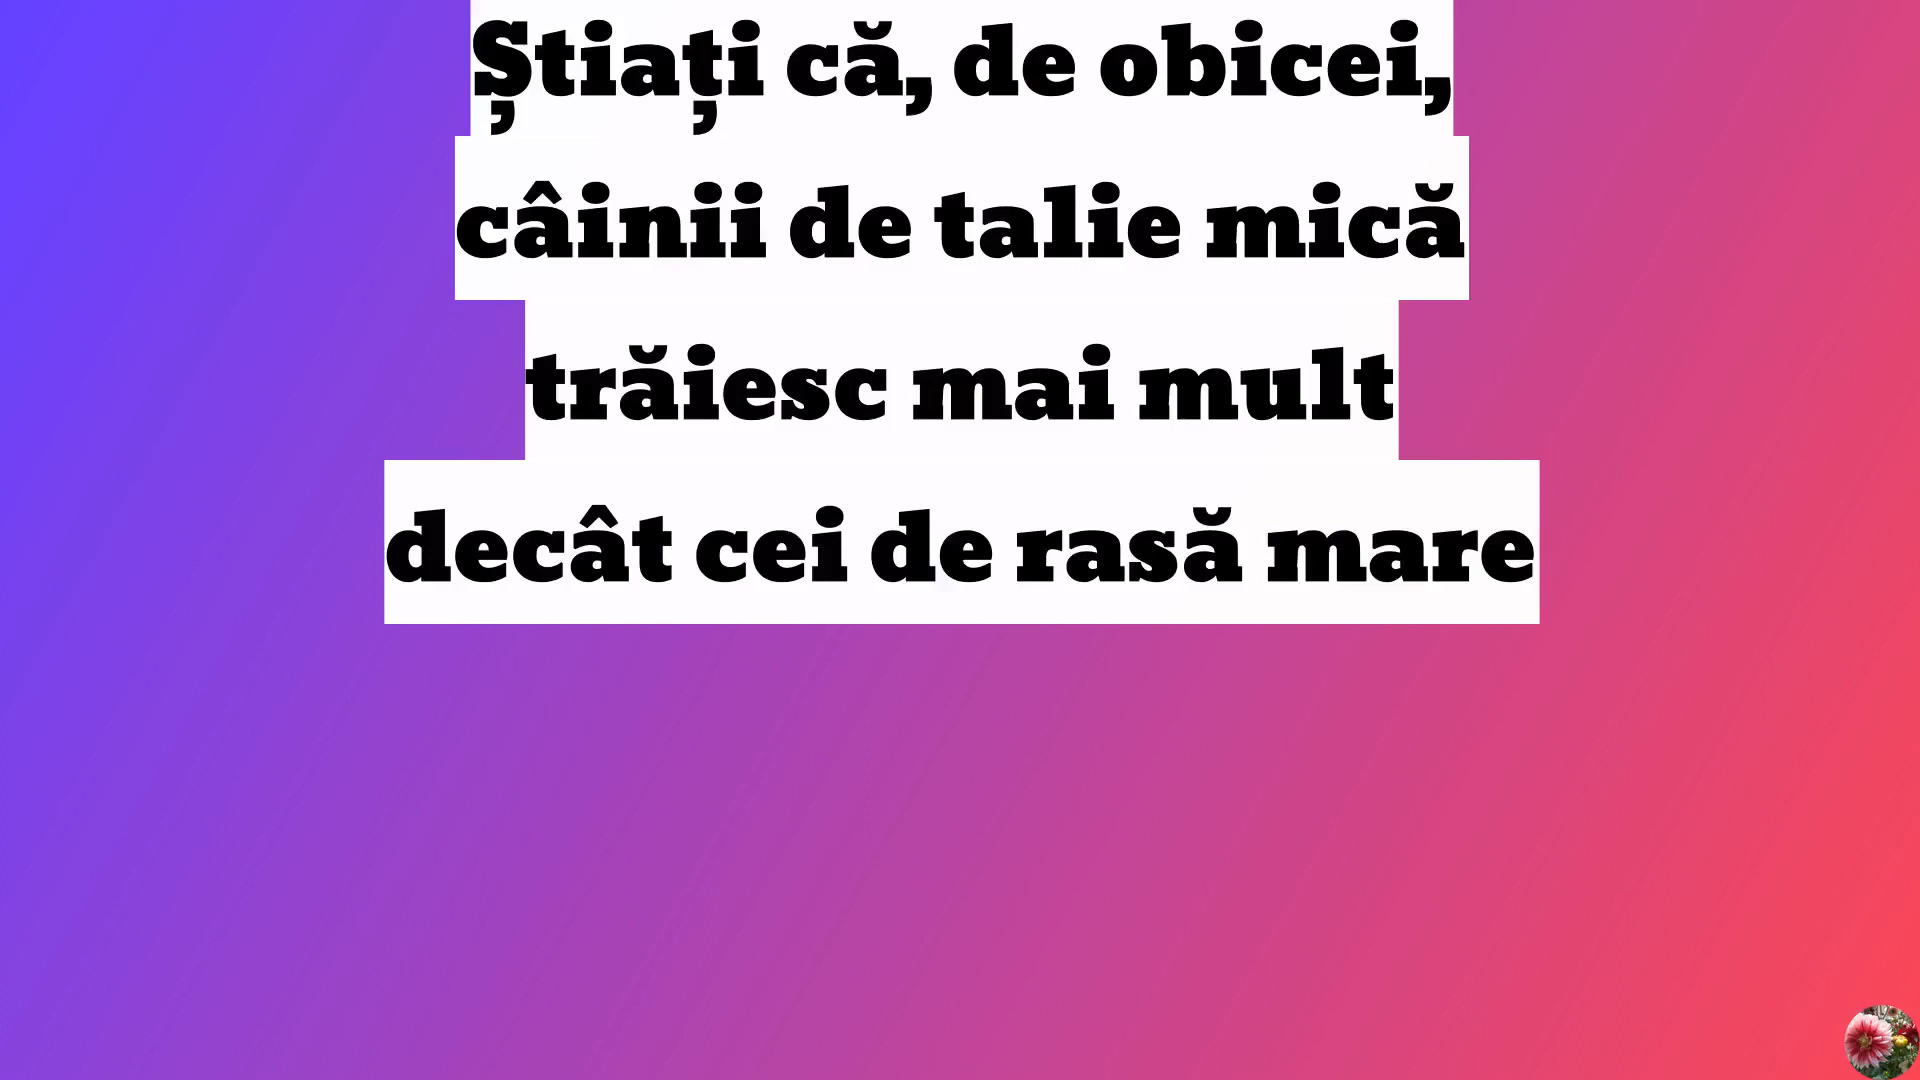 Știați că, de obicei,
câinii de talie mică
trăiesc mai mult
decât cei de rasă mare